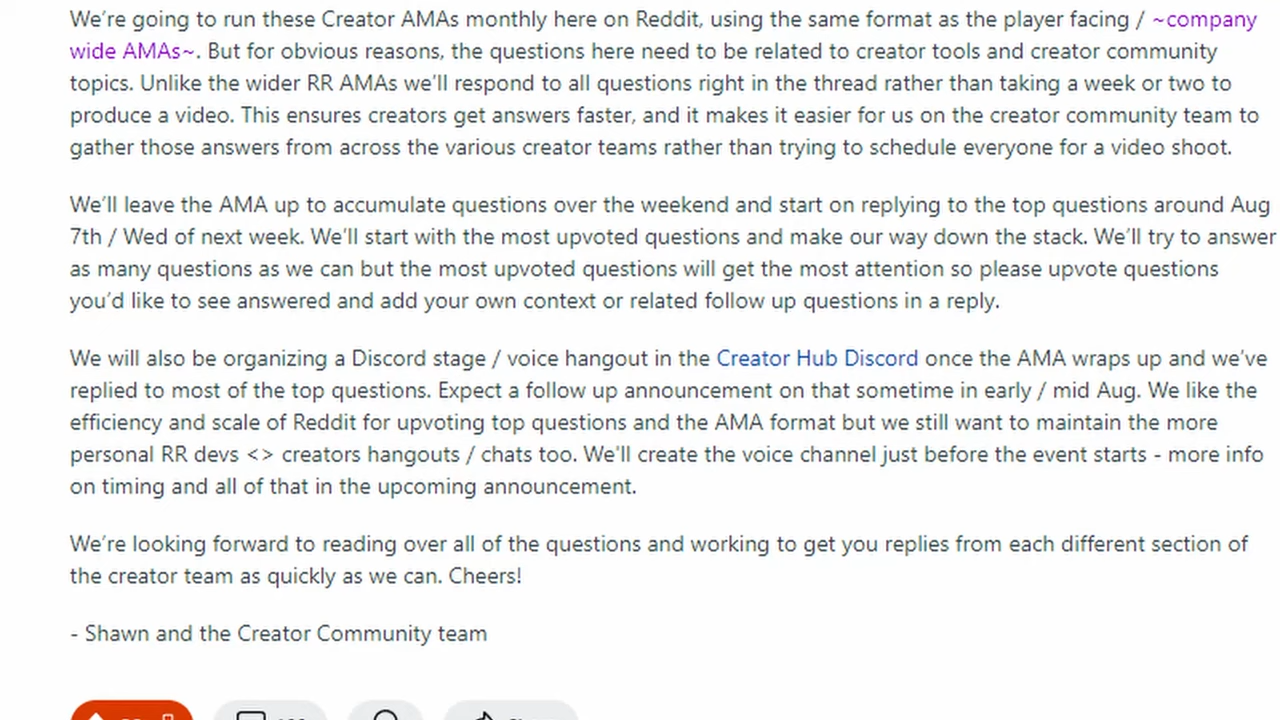 We're going to run these Creator AMAs monthly here on Reddit, using the same format as the player facing / ~company
wide AMAs~. But for obvious reasons, the questions here need to be related to creator tools and creator community
topics. Unlike the wider RR AMAs we'll respond to all questions right in the thread rather than taking a week or two to
produce a video. This ensures creators get answers faster, and it makes it easier for us on the creator community team to
gather those answers from across the various creator teams rather than trying to schedule everyone for a video shoot.
We'll leave the AMA up to accumulate questions over the weekend and start on replying to the top questions around Aug
7th / Wed of next week. We'll start with the most upvoted questions and make our way down the stack. We'll try to answer
as many questions as we can but the most upvoted questions will get the most attention so please upvote questions
you'd like to see answered and add your own context or related follow up questions in a reply.
We will also be organizing a Discord stage / voice hangout in the Creator Hub Discord once the AMA wraps up and we've
replied to most of the top questions. Expect a follow up announcement on that sometime in early / mid Aug. We like the
efficiency and scale of Reddit for upvoting top questions and the AMA format but we still want to maintain the more
personal RR devs <> creators hangouts / chats too. We'll create the voice channel just before the event starts - more info
on timing and all of that in the upcoming announcement.
We're looking forward to reading over all of the questions and working to get you replies from each different section of
the creator team as quickly as we can. Cheers!
- Shawn and the Creator Community team